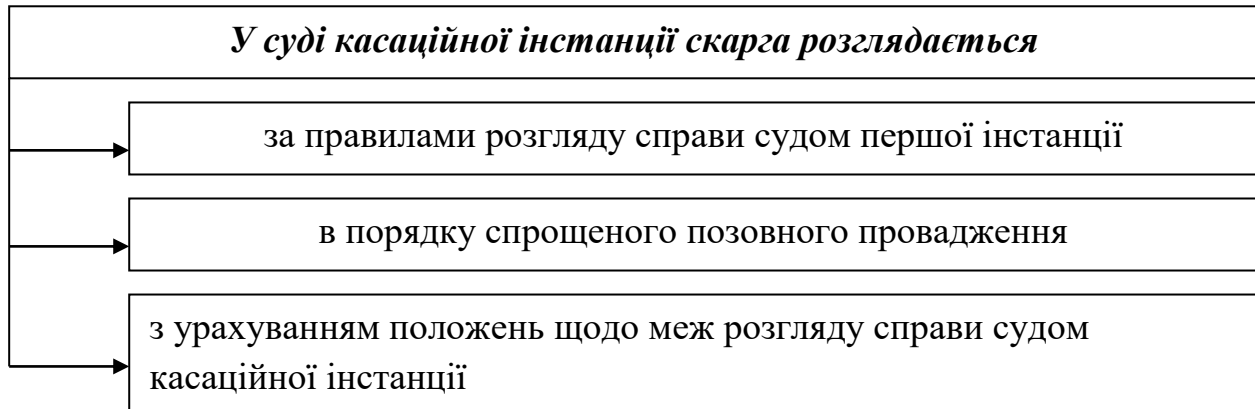 У суді касаційної інстанції скарга розглядається
за правилами розгляду справи судом першої інстанції
в порядку спрощеного позовного провадження
з урахуванням положень щодо меж розгляду справи судом
касаційної інстанції